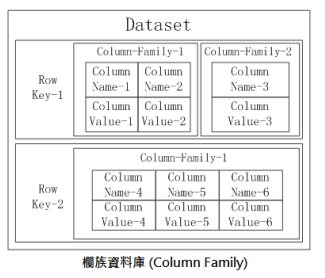 Dataset
Column-Family-1
Column-Family-2
Row
Key-1
Column
Name-1
Column
Name-2
Column
Name-3
Column
Value-1
Column
Value-2
Column
Value-3
Column-Family-1
Row
Key-2
Column
Name-4
Column
Name-5
Column
Name-6
Column
Value-4
Column
Value-5
Column
Value-6
欄族資料庫 (Column Family)